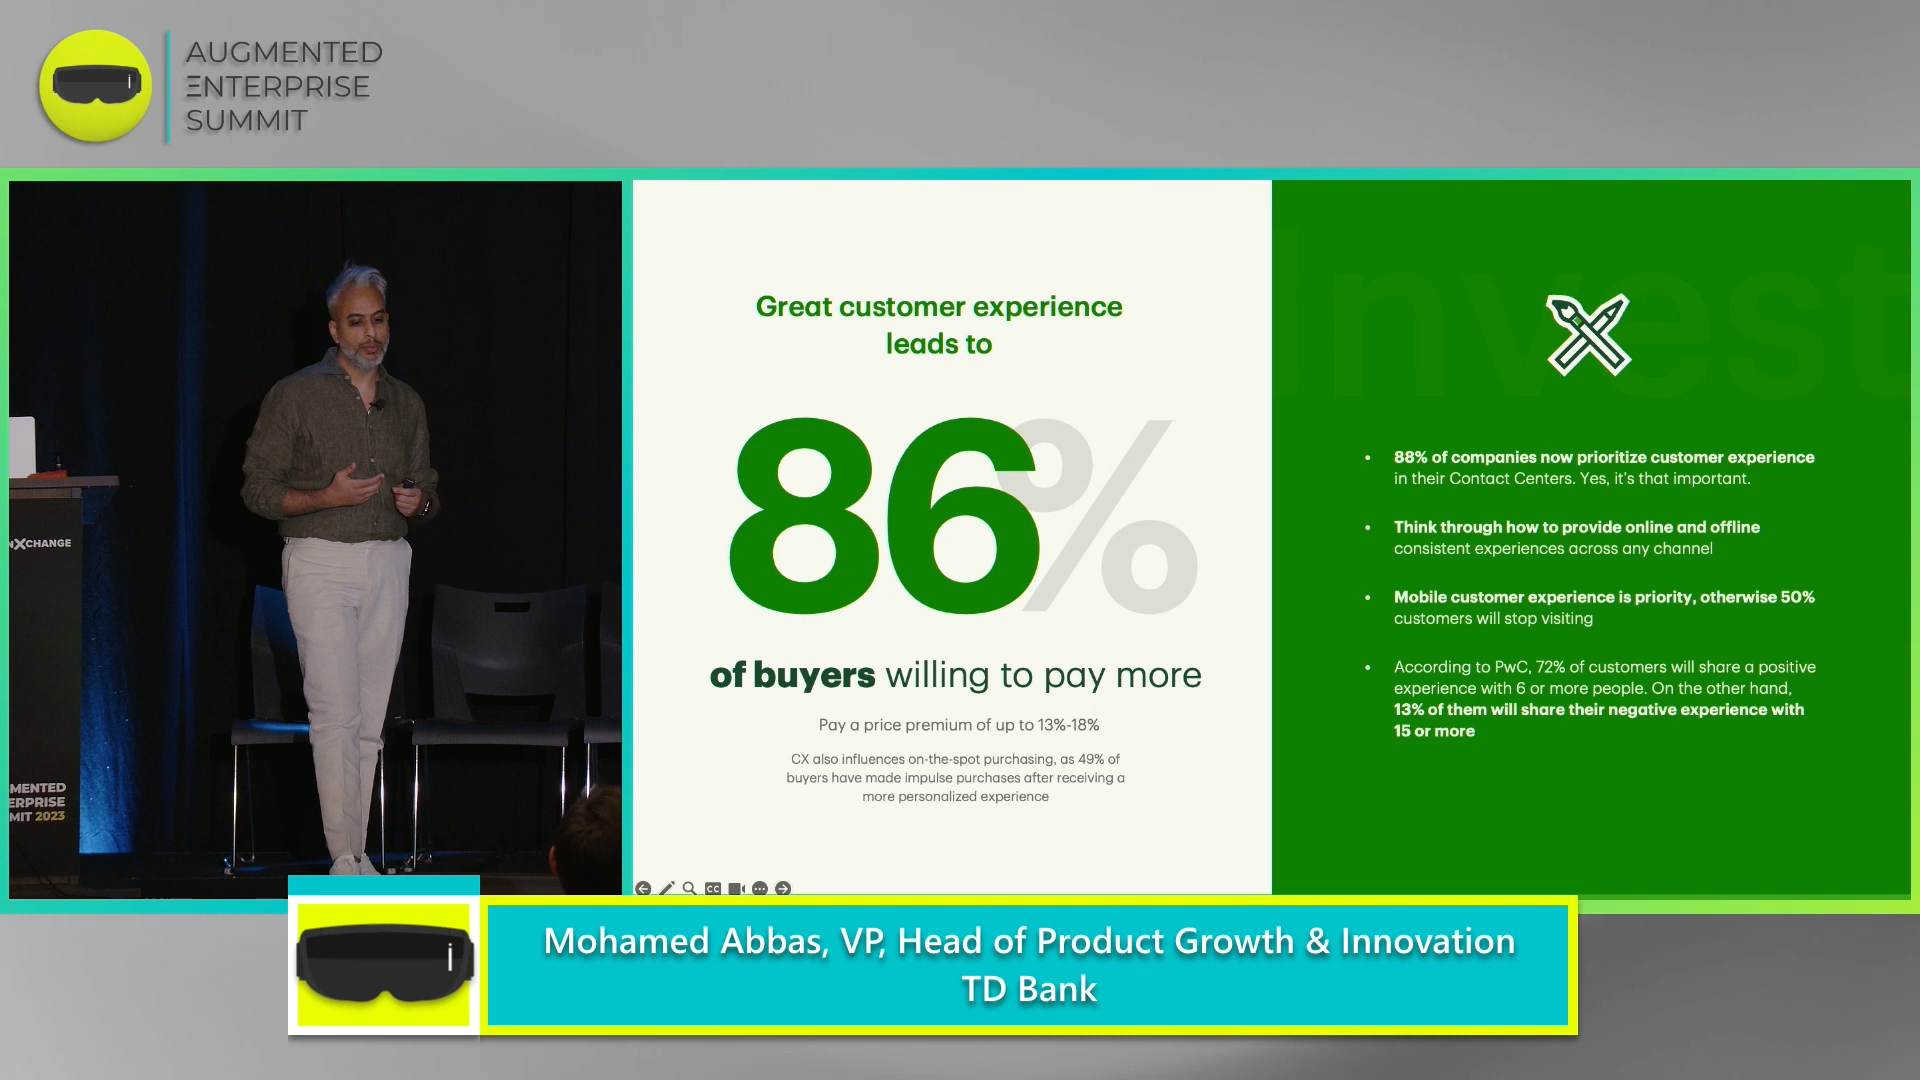 AUGMENTED
ENTERPRISE
SUMMIT
XCHANGE
MENTED
ERPRISE
MIT 2023
Great customer experience
leads to
86%
of buyers willing to pay more
Pay a price premium of up to 13%-18%
CX also influences on-the-spot purchasing, as 49% of
buyers have made impulse purchases after receiving a
more personalized experience
Invest
• 88% of companies now prioritize customer experience
in their Contact Centers. Yes, it's that important.
• Think through how to provide online and offline
consistent experiences across any channel
• Mobile customer experience is priority, otherwise 50%
customers will stop visiting
• According to PwC, 72% of customers will share a positive
experience with 6 or more people. On the other hand,
13% of them will share their negative experience with
15 or more
CC
Mohamed Abbas, VP, Head of Product Growth & Innovation
TD Bank